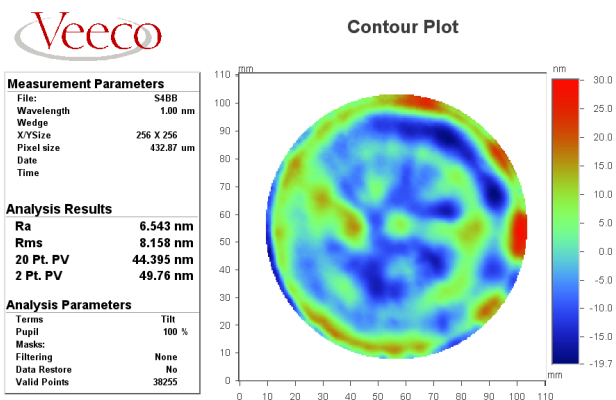 Veeco
Contour Plot
Measurement Parameters
File: S4BB
Wavelength 1.00 nm
Wedge
X/YSize 256 X 256
Pixel size 432.87 um
Date
Time
Analysis Results
Ra 6.543 nm
Rms 8.158 nm
20 Pt. PV 44.395 nm
2 Pt. PV 49.76 nm
Analysis Parameters
Terms Tilt
Pupil 100 %
Masks:
Filtering None
Data Restore No
Valid Points 38255
mm
110
100
90
80
70
60
50
40
30
20
10
0
0 10 20 30 40 50 60 70 80 90 100 110
mm
nm
30.0
25.0
20.0
15.0
10.0
5.0
0.0
-5.0
-10.0
-15.0
-19.7